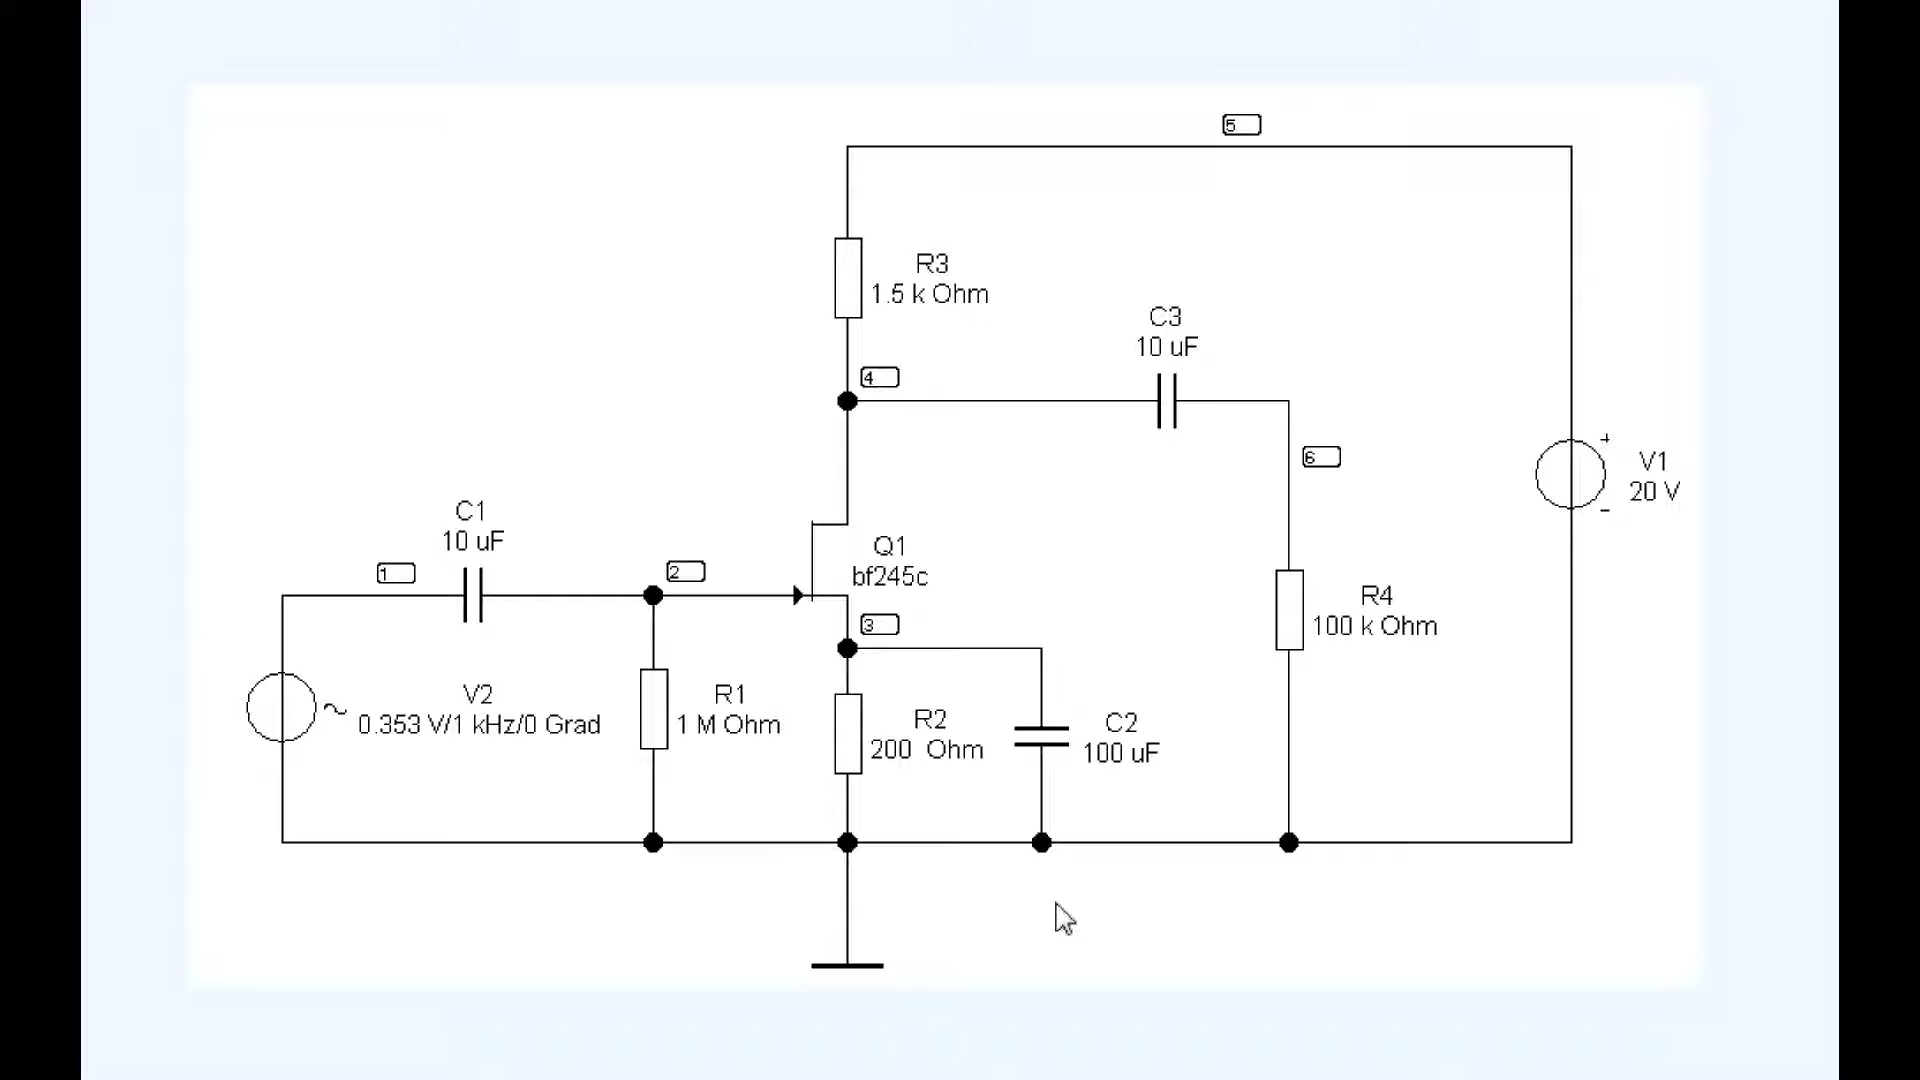 5
R3
1.5 k Ohm
C3
10 uF
4
6
V1
20 V
+
-
C1
10 uF
1
2
Q1
bf245c
3
R4
100 k Ohm
V2
~ 0.353 V/1 kHz/0 Grad
R1
1 M Ohm
R2
200 Ohm
C2
100 uF